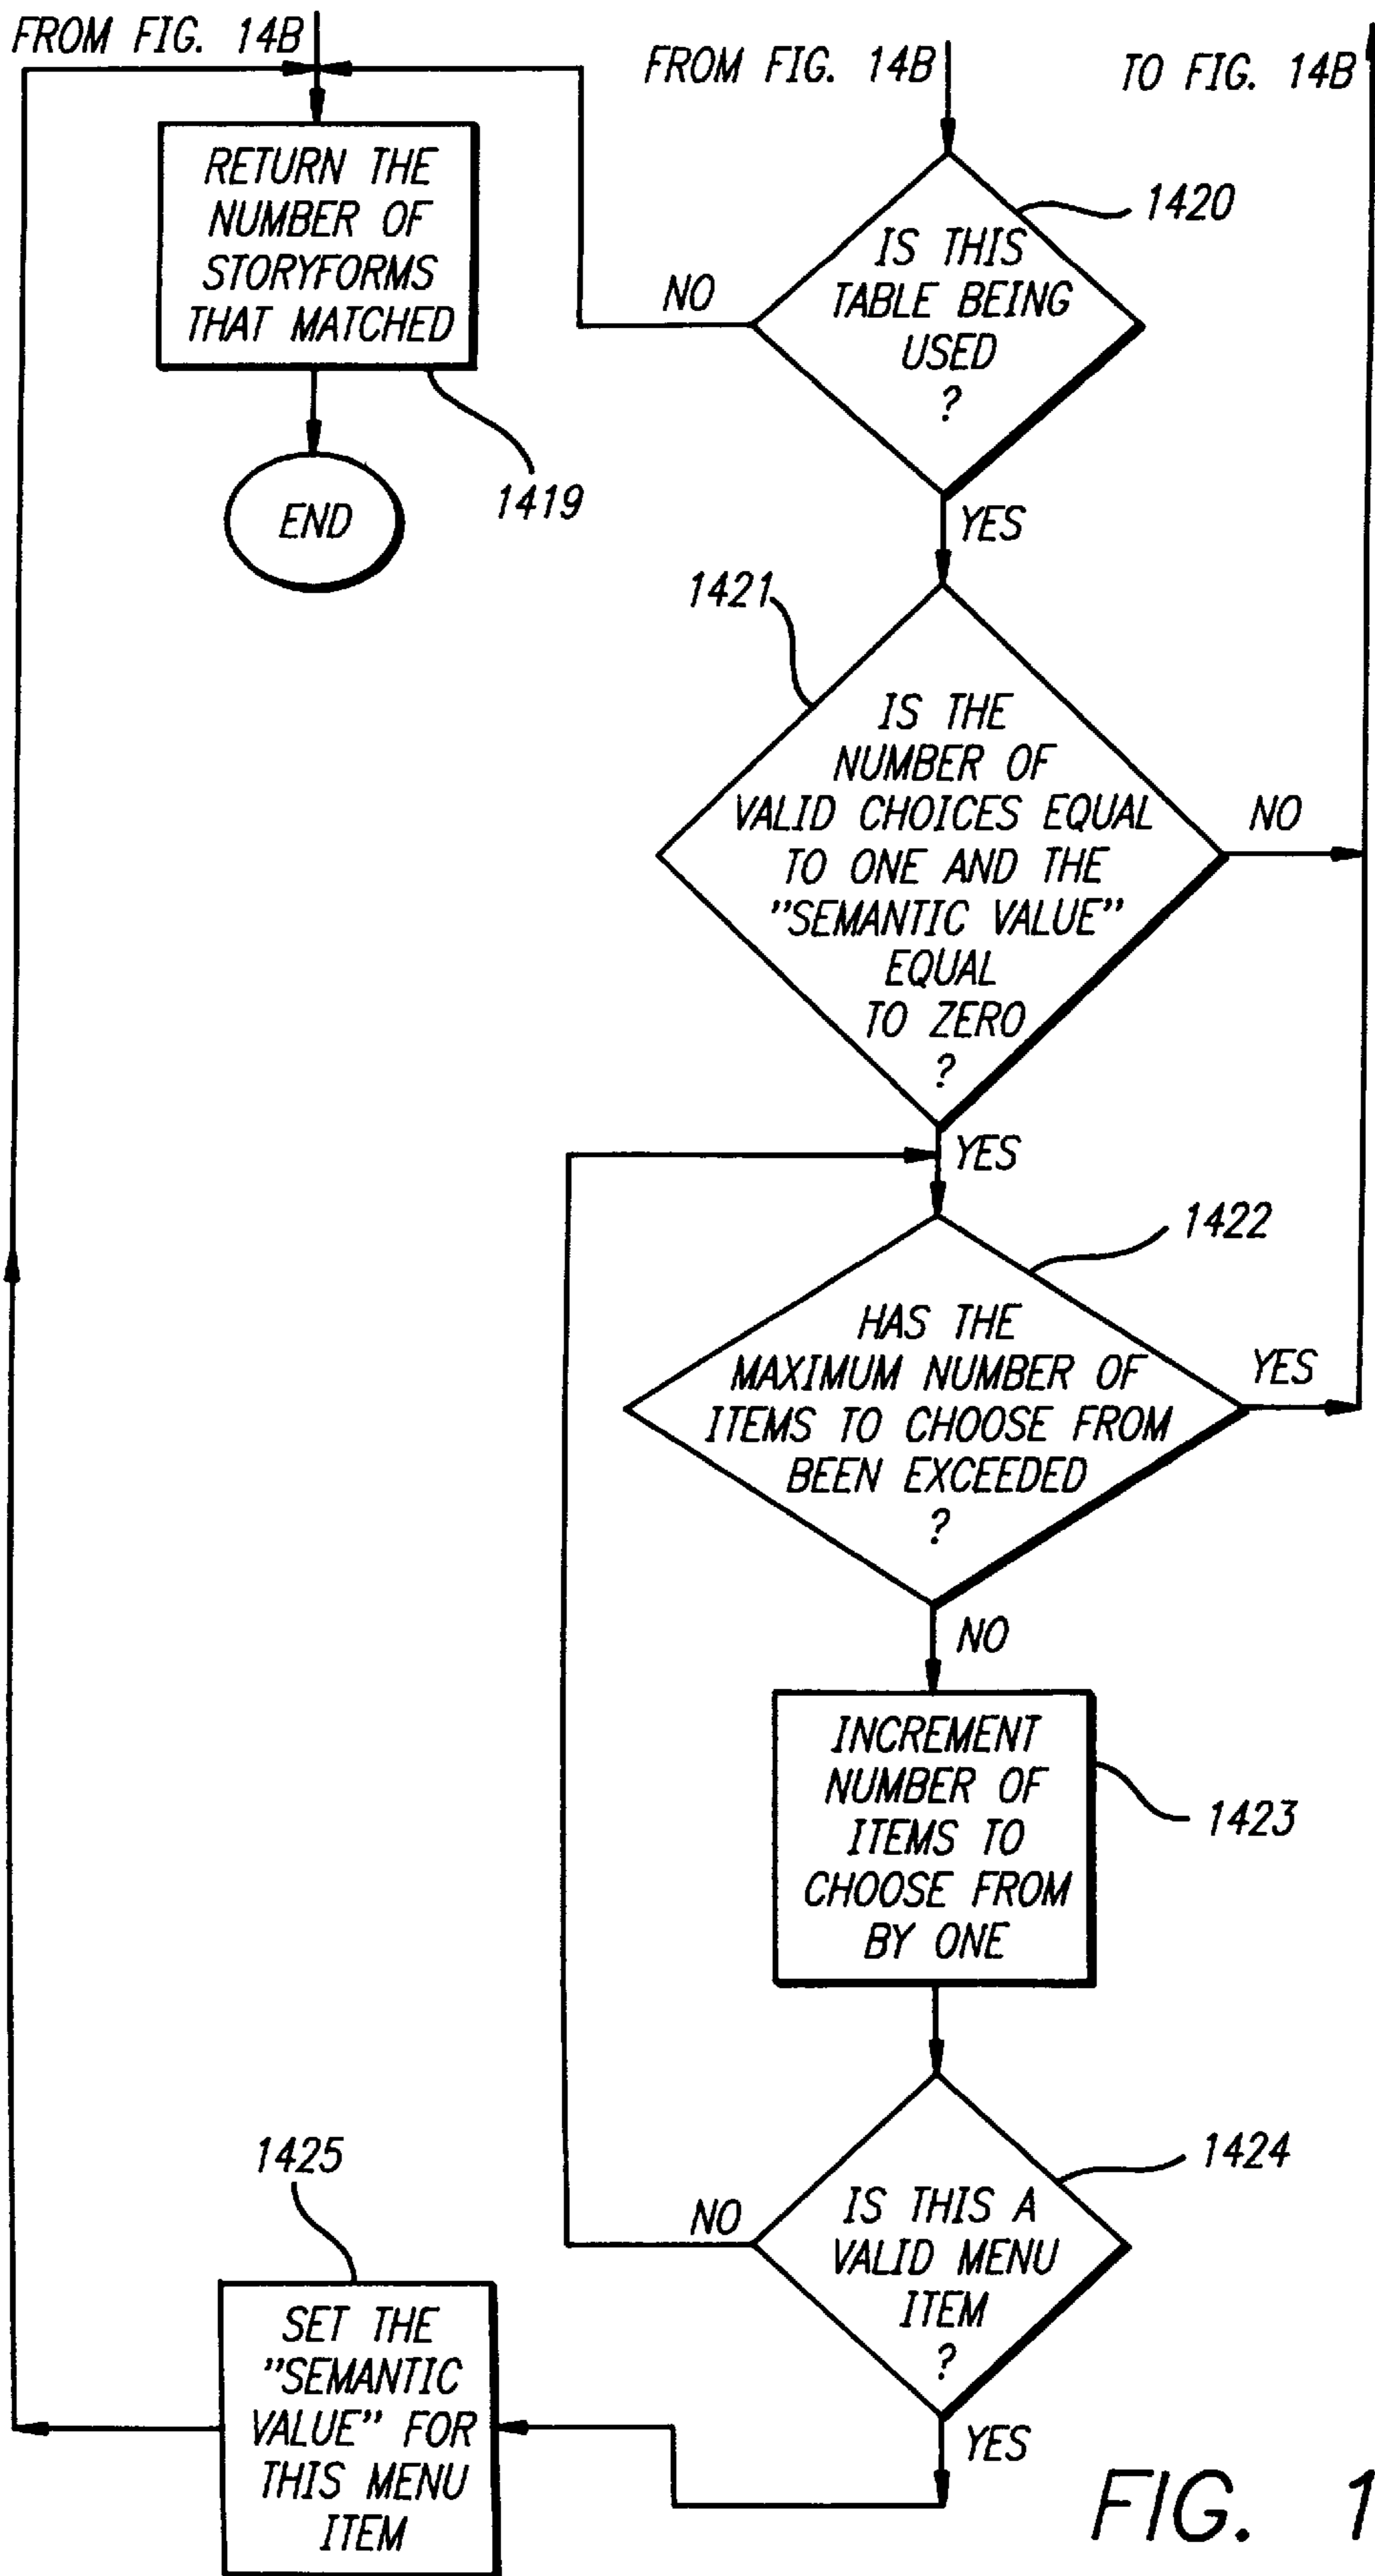 FROM FIG. 14B
FROM FIG. 14B
TO FIG. 14B
RETURN THE
NUMBER OF
STORYFORMS
THAT MATCHED
1419
END
1420
IS THIS
TABLE BEING
USED
?
NO
YES
1421
IS THE
NUMBER OF
VALID CHOICES EQUAL
TO ONE AND THE
"SEMANTIC VALUE"
EQUAL
TO ZERO
?
NO
YES
1422
HAS THE
MAXIMUM NUMBER OF
ITEMS TO CHOOSE FROM
BEEN EXCEEDED
?
YES
NO
INCREMENT
NUMBER OF
ITEMS TO
CHOOSE FROM
BY ONE
1423
1424
IS THIS A
VALID MENU
ITEM
?
NO
YES
1425
SET THE
"SEMANTIC
VALUE" FOR
THIS MENU
ITEM
FIG. 1